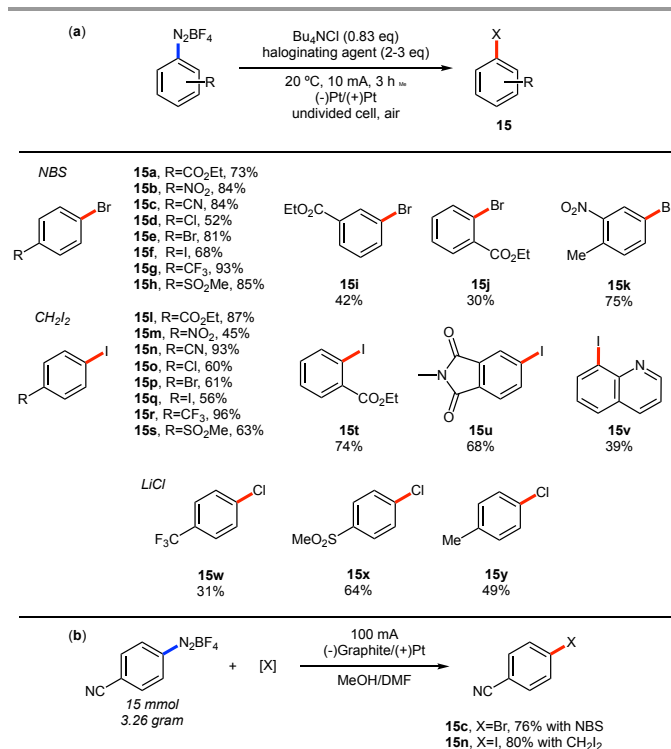 (a)
N₂BF₄
R
Bu₄NCl (0.83 eq)
haloginating agent (2-3 eq)
20 ºC, 10 mA, 3 h Me
(-)Pt/(+)Pt
undivided cell, air
X
R
15
NBS
Br
R
15a, R=CO₂Et, 73%
15b, R=NO₂, 84%
15c, R=CN, 84%
15d, R=Cl, 52%
15e, R=Br, 81%
15f, R=I, 68%
15g, R=CF₃, 93%
15h, R=SO₂Me, 85%
EtO₂C Br
15i
42%
Br
CO₂Et
15j
30%
NO₂ B
Me
15k
75%
CH₂I₂
I
R
15l, R=CO₂Et, 87%
15m, R=NO₂, 45%
15n, R=CN, 93%
15o, R=Cl, 60%
15p, R=Br, 61%
15q, R=I, 56%
15r, R=CF₃, 96%
15s, R=SO₂Me, 63%
I
CO₂Et
15t
74%
O
N
O
I
15u
68%
I
N
15v
39%
LiCl
Cl
F₃C
15w
31%
Cl
MeO₂S
15x
64%
Cl
Me
15y
49%
(b)
N₂BF₄
NC
15 mmol
3.26 gram
+ [X]
100 mA
(-)Graphite/(+)Pt
MeOH/DMF
X
NC
15c, X=Br, 76% with NBS
15n, X=I, 80% with CH₂I₂